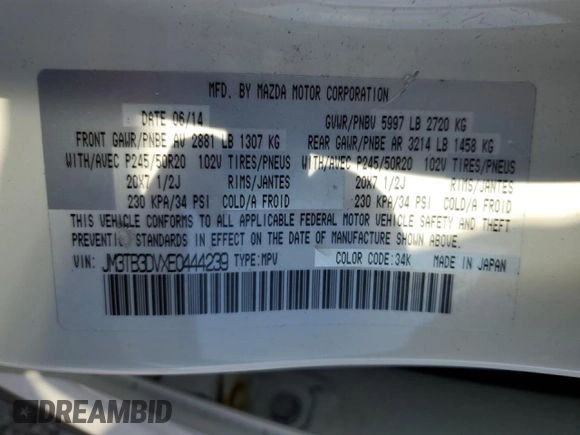 MFD. BY MAZDA MOTOR CORPORATION
DATE 06/14 GVWR/PNBV 5997 LB 2720 KG
FRONT GAWR/PNBE AV 2881 LB 1307 KG REAR GAWR/PNBE AR 3214 LB 1458 KG
WITH/AVEC P245/50R20 102V TIRES/PNEUS WITH/AVEC P245/50R20 102V TIRES/PNEUS
20X7 1/2J RIMS/JANTES 20X7 1/2J RIMS/JANTES
230 KPA/34 PSI COLD/A FROID 230 KPA/34 PSI COLD/A FROID
THIS VEHICLE CONFORMS TO ALL APPLICABLE FEDERAL MOTOR VEHICLE SAFETY AND THEFT
PREVENTION STANDARDS IN EFFECT ON THE DATE OF MANUFACTURE SHOWN ABOVE.
VIN: JM3TB3DVXE0444239 TYPE:MPV COLOR CODE:34K MADE IN JAPAN
DREAMBID